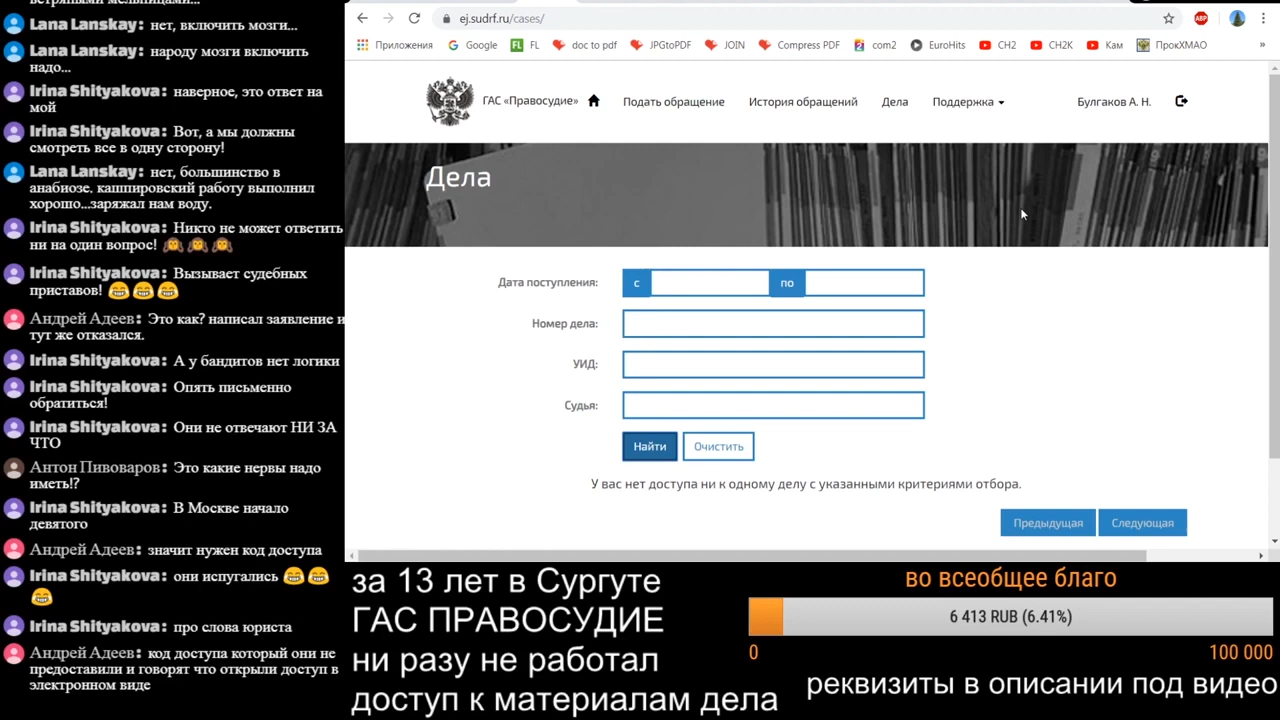 Lana Lanskay: нет, включить мозги...
Lana Lanskay: народу мозги включить
надо...
Irina Shityakova: наверное, это ответ на
мой
Irina Shityakova: Вот, а мы должны
смотреть все в одну сторону!
Lana Lanskay: нет, большинство в
анабиозе. кашпировский работу выполнил
хорошо...заряжал нам воду.
Irina Shityakova: Никто не может ответить
ни на один вопрос! 🙈🙈🙈
Irina Shityakova: Вызывает судебных
приставов! 😂😂😂
Андрей Адеев: Это как? написал заявление и
тут же отказался.
Irina Shityakova: А у бандитов нет логики
Irina Shityakova: Опять письменно
обратиться!
Irina Shityakova: Они не отвечают НИ ЗА
ЧТО
Антон Пивоваров: Это какие нервы надо
иметь!?
Irina Shityakova: В Москве начало
девятого
Андрей Адеев: значит нужен код доступа
Irina Shityakova: они испугались 😂😂
😂
Irina Shityakova: про слова юриста
Андрей Адеев: код доступа который они не
предоставили и говорят что открыли доступ в
электронном виде
ej.sudrf.ru/cases/
ABP
Приложения Google FL FL doc to pdf JPGtoPDF JOIN Compress PDF com2 EuroHits CH2 CH2K Кам ПрокХМАО »
ГАС «Правосудие» Подать обращение История обращений Дела Поддержка Булгаков А. Н.
Дела
Дата поступления: с по
Номер дела:
УИД:
Судья:
Найти Очистить
У вас нет доступа ни к одному делу с указанными критериями отбора.
Предыдущая Следующая
за 13 лет в Сургуте
ГАС ПРАВОСУДИЕ
ни разу не работал
доступ к материалам дела
во всеобщее благо
6 413 RUB (6.41%)
0 100 000
реквизиты в описании под видео